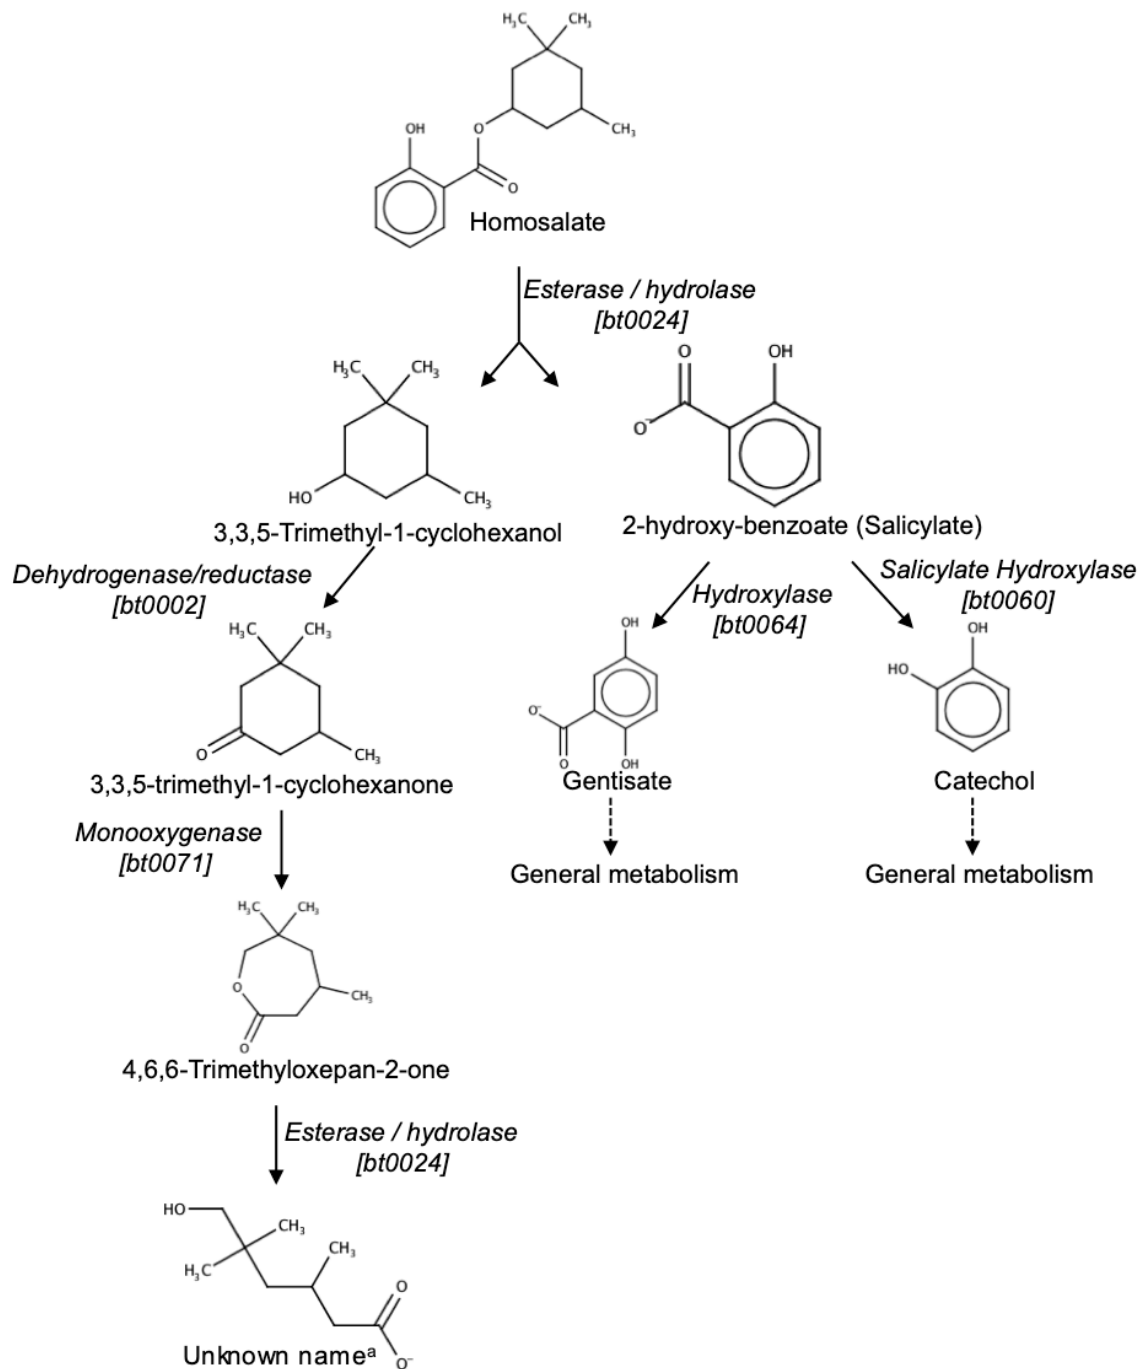 H₃C CH₃
OH O CH₃
O
Homosalate
Esterase / hydrolase
[bt0024]
H₃C CH₃
O OH
O⁻
HO CH₃
3,3,5-Trimethyl-1-cyclohexanol
2-hydroxy-benzoate (Salicylate)
Dehydrogenase/reductase
[bt0002]
Hydroxylase
[bt0064]
Salicylate Hydroxylase
[bt0060]
H₃C CH₃
OH
OH
HO
O⁻
O CH₃
O OH
3,3,5-trimethyl-1-cyclohexanone
Gentisate
Catechol
Monooxygenase
[bt0071]
General metabolism
General metabolism
H₃C CH₃
O CH₃
O
4,6,6-Trimethyloxepan-2-one
Esterase / hydrolase
[bt0024]
HO
CH₃
CH₃
H₃C
O
O⁻
Unknown nameᵃ